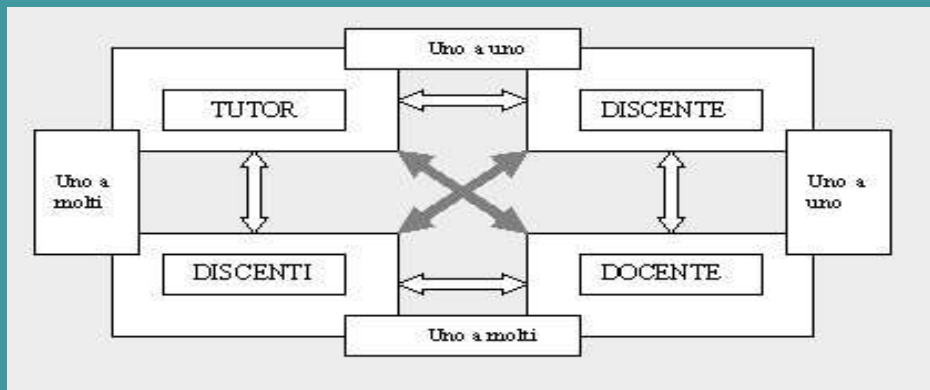 Uno a uno
TUTOR
DISCENTE
Uno a
molti
Uno a
uno
DISCENTI
DOCENTE
Uno a molti